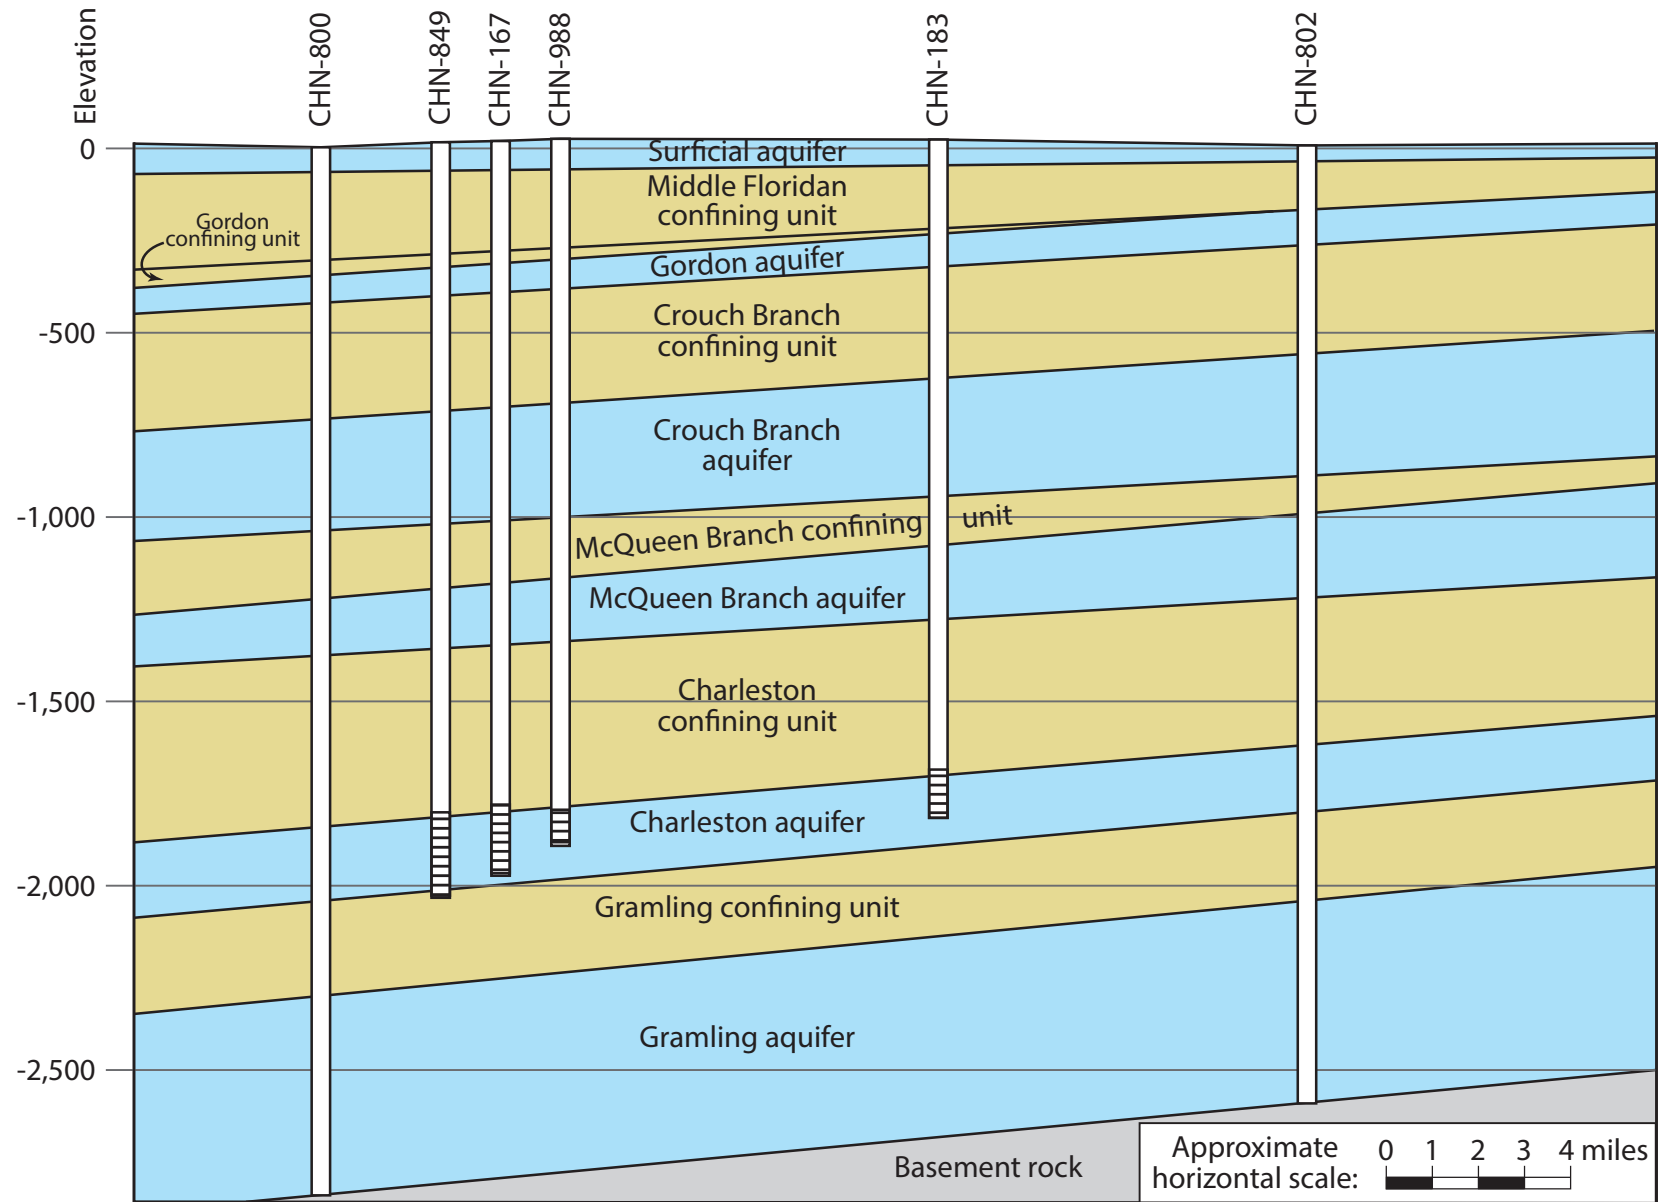 Elevation
CHN-800
CHN-849
CHN-167
CHN-988
CHN-183
CHN-802
0
-500
-1,000
-1,500
-2,000
-2,500
Surficial aquifer
Middle Floridan
confining unit
Gordon
confining unit
Gordon aquifer
Crouch Branch
confining unit
Crouch Branch
aquifer
McQueen Branch confining unit
McQueen Branch aquifer
Charleston
confining unit
Charleston aquifer
Gramling confining unit
Gramling aquifer
Basement rock
Approximate
horizontal scale:
0 1 2 3 4 miles